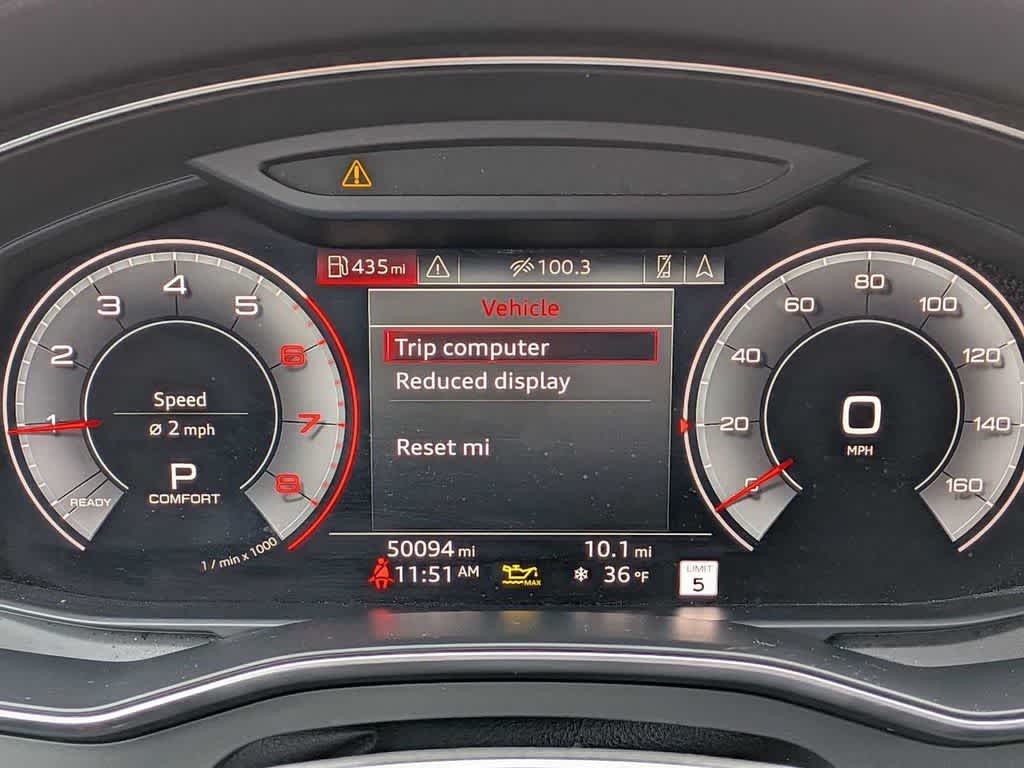 435 mi
100.3
Vehicle
Trip computer
Reduced display
Reset mi
1
2
3
4
5
6
7
8
READY
1 / min x 1000
Speed
Ø 2 mph
P
COMFORT
0
20
40
60
80
100
120
140
160
0
MPH
50094 mi
10.1 mi
11:51 AM
MAX
36 °F
LIMIT
5